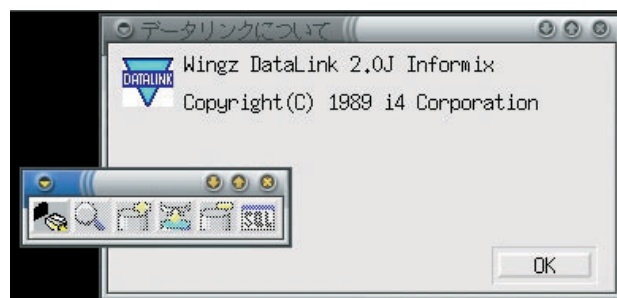 データリンクについて
DATALINK
Wingz DataLink 2.0J Informix
Copyright(C) 1989 i4 Corporation
SQL
OK